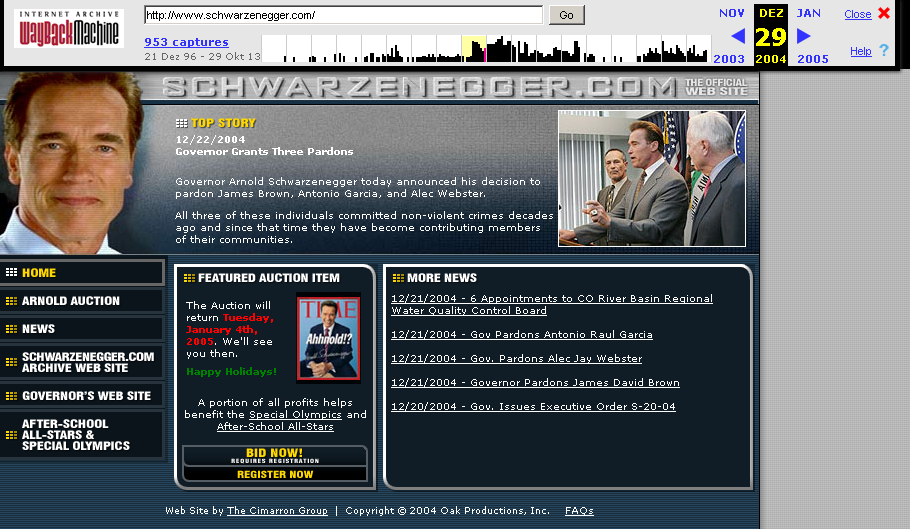 INTERNET ARCHIVE
WayBackMachine
http://www.schwarzenegger.com/
Go
953 captures
21 Dez 96 - 29 Okt 13
NOV DEZ JAN
29
2003 2004 2005
Close
Help ?
SCHWARZENEGGER.COM
THE OFFICIAL
WEB SITE
TOP STORY
12/22/2004
Governor Grants Three Pardons
Governor Arnold Schwarzenegger today announced his decision to
pardon James Brown, Antonio Garcia, and Alec Webster.
All three of these individuals committed non-violent crimes decades
ago and since that time they have become contributing members
of their communities.
HOME
ARNOLD AUCTION
NEWS
SCHWARZENEGGER.COM
ARCHIVE WEB SITE
GOVERNOR'S WEB SITE
AFTER-SCHOOL
ALL-STARS &
SPECIAL OLYMPICS
FEATURED AUCTION ITEM
The Auction will
return Tuesday,
January 4th,
2005. We'll see
you then.
Happy Holidays!
TIME
Ahhnold!?
A portion of all profits helps
benefit the Special Olympics and
After-School All-Stars
BID NOW!
REQUIRES REGISTRATION
REGISTER NOW
MORE NEWS
12/21/2004 - 6 Appointments to CO River Basin Regional
Water Quality Control Board
12/21/2004 - Gov Pardons Antonio Raul Garcia
12/21/2004 - Gov. Pardons Alec Jay Webster
12/21/2004 - Governor Pardons James David Brown
12/20/2004 - Gov. Issues Executive Order S-20-04
Web Site by The Cimarron Group | Copyright © 2004 Oak Productions, Inc. FAQs